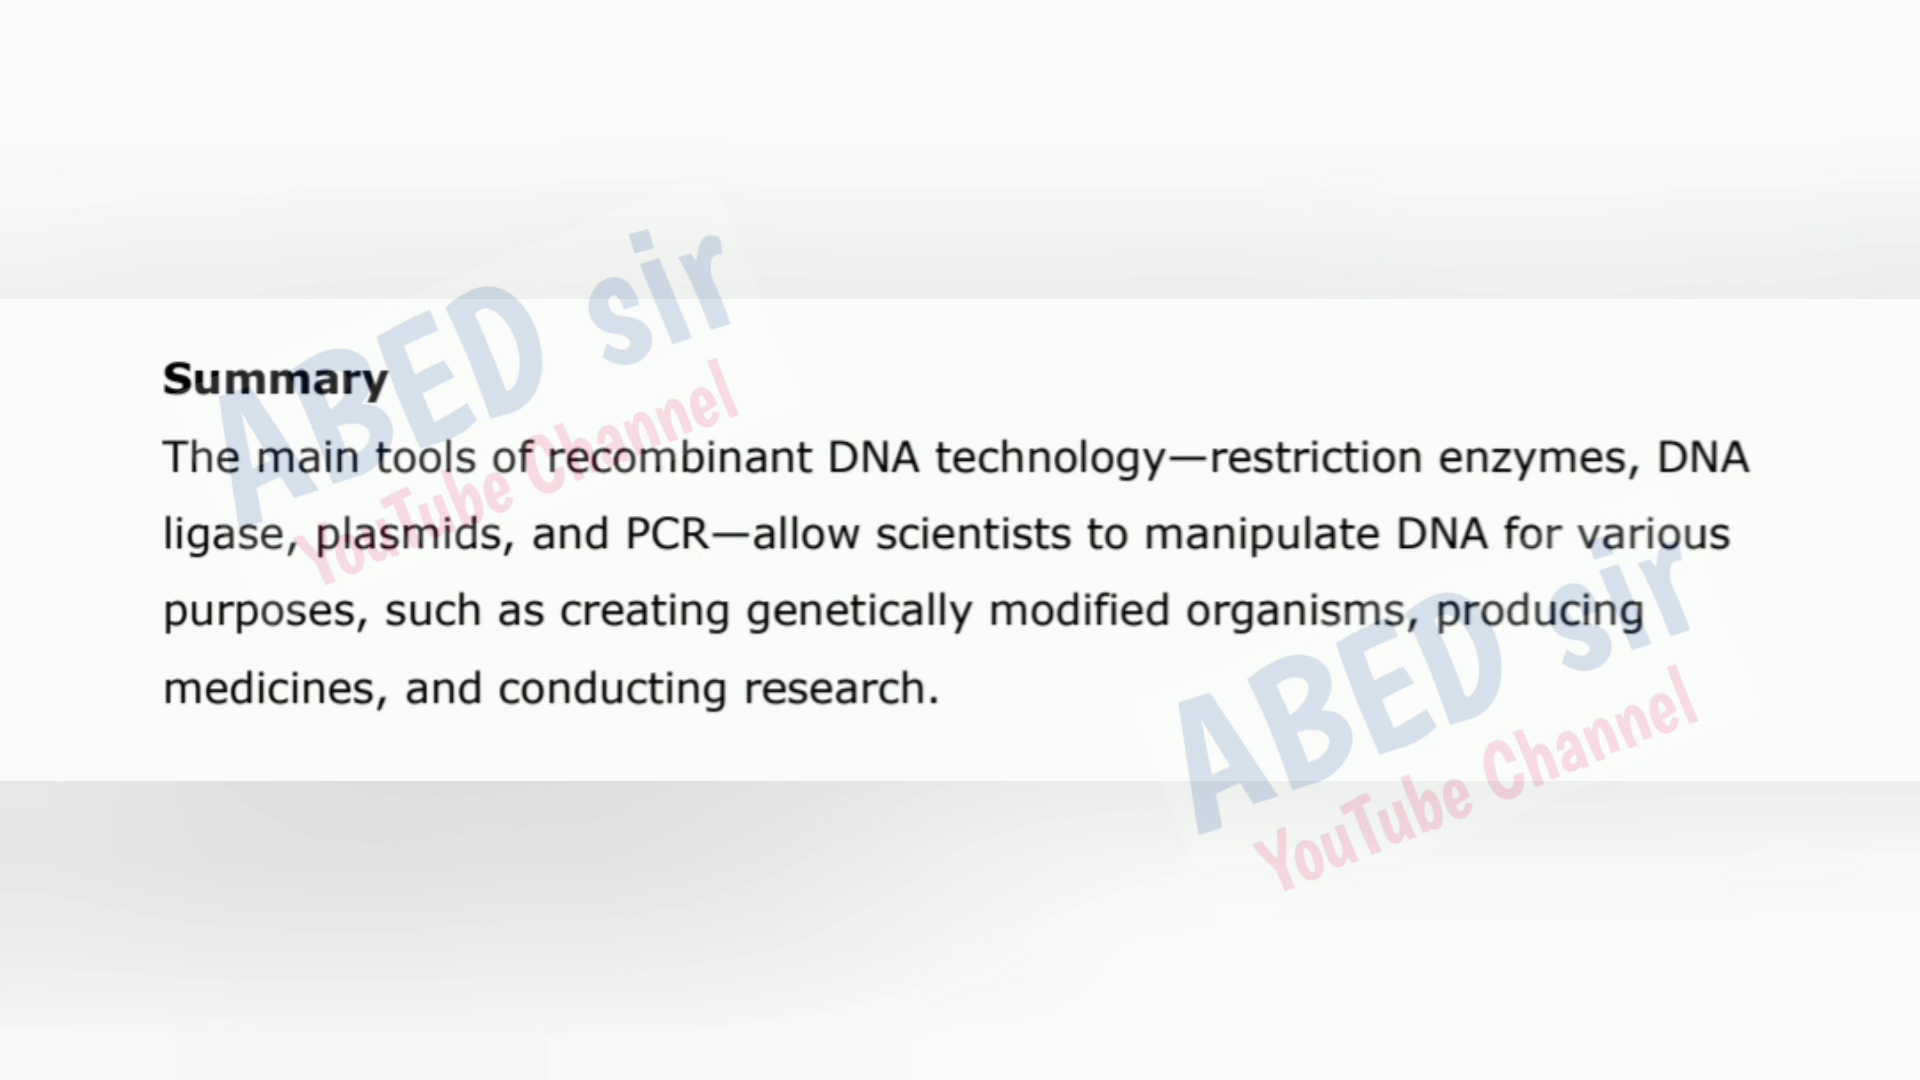 Summary
The main tools of recombinant DNA technology—restriction enzymes, DNA
ligase, plasmids, and PCR—allow scientists to manipulate DNA for various
purposes, such as creating genetically modified organisms, producing
medicines, and conducting research.
ABED sir
YouTube Channel
ABED sir
YouTube Channel